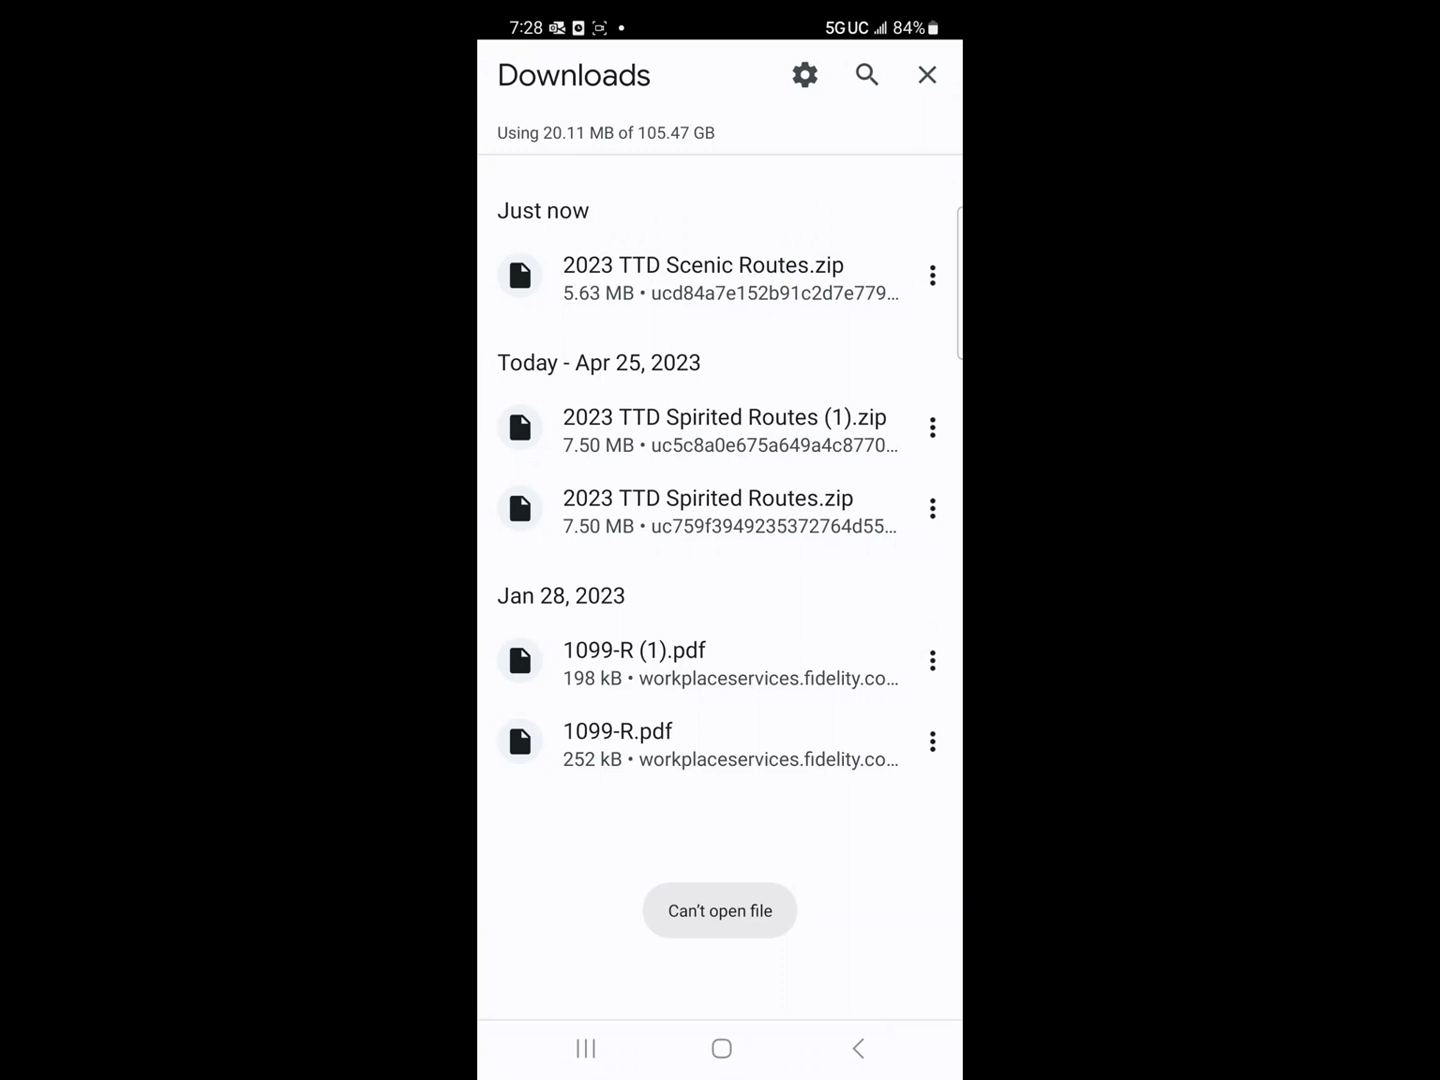 7:28
5G UC 84%
Downloads
Using 20.11 MB of 105.47 GB
Just now
2023 TTD Scenic Routes.zip
5.63 MB • ucd84a7e152b91c2d7e779...
Today - Apr 25, 2023
2023 TTD Spirited Routes (1).zip
7.50 MB • uc5c8a0e675a649a4c8770...
2023 TTD Spirited Routes.zip
7.50 MB • uc759f3949235372764d55...
Jan 28, 2023
1099-R (1).pdf
198 kB • workplaceservices.fidelity.co...
1099-R.pdf
252 kB • workplaceservices.fidelity.co...
Can't open file